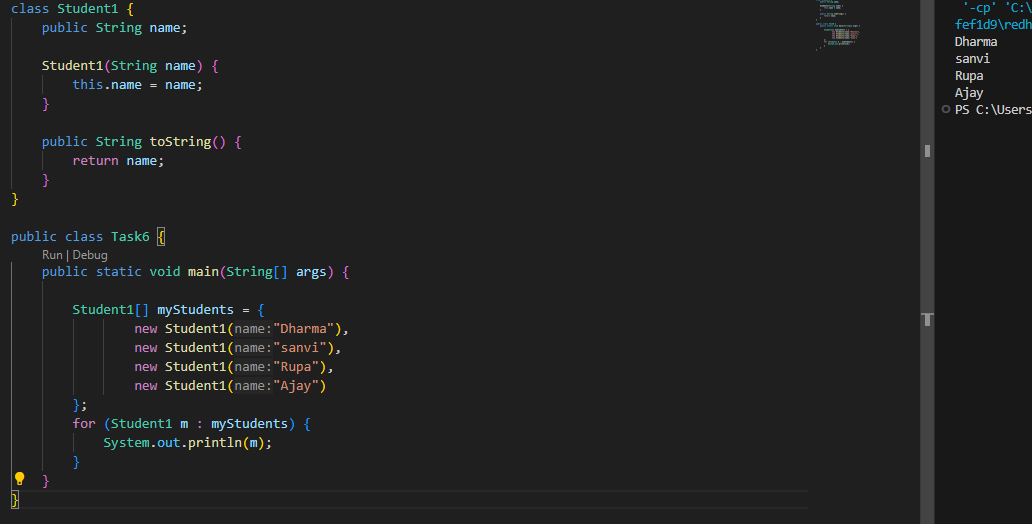 class Student1 {
public String name;
Student1(String name) {
this.name = name;
}
public String toString() {
return name;
}
}
public class Task6 {
Run | Debug
public static void main(String[] args) {
Student1[] myStudents = {
new Student1(name:"Dharma"),
new Student1(name:"sanvi"),
new Student1(name:"Rupa"),
new Student1(name:"Ajay")
};
for (Student1 m : myStudents) {
System.out.println(m);
}
}
}
'-cp' 'C:\
fef1d9\redh
Dharma
sanvi
Rupa
Ajay
PS C:\Users